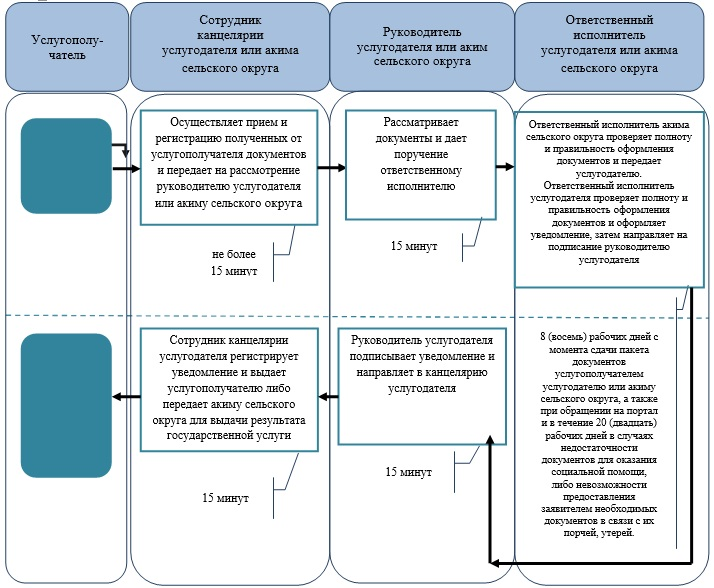 Услугополу-
чатель
Сотрудник
канцелярии
услугодателя или акима
сельского округа
Руководитель
услугодателя или аким
сельского округа
Ответственный
исполнитель
услугодателя или акима
сельского округа
Осуществляет прием и
регистрацию полученных от
услугополучателя документов
и передает на рассмотрение
руководителю услугодателя
или акиму сельского округа
не более
15 минут
Рассматривает
документы и дает
поручение
ответственному
исполнителю
15 минут
Ответственный исполнитель акима
сельского округа проверяет полноту
и правильность оформления
документов и передает
услугодателю.
Ответственный исполнитель
услугодателя проверяет полноту и
правильность оформления
документов и оформляет
уведомление, затем направляет на
подписание руководителю
услугодателя
8 (восемь) рабочих дней с
момента сдачи пакета
документов
услугополучателем
услугодателю или акиму
сельского округа, а также
при обращении на портал
и в течение 20 (двадцать)
рабочих дней в случаях
недостаточности
документов для оказания
социальной помощи,
либо невозможности
предоставления
заявителем необходимых
документов в связи с их
порчей, утерей.
Руководитель услугодателя
подписывает уведомление и
направляет в канцелярию
услугодателя
15 минут
Сотрудник канцелярии
услугодателя регистрирует
уведомление и выдает
услугополучателю либо
передает акиму сельского
округа для выдачи результата
государственной услуги
15 минут